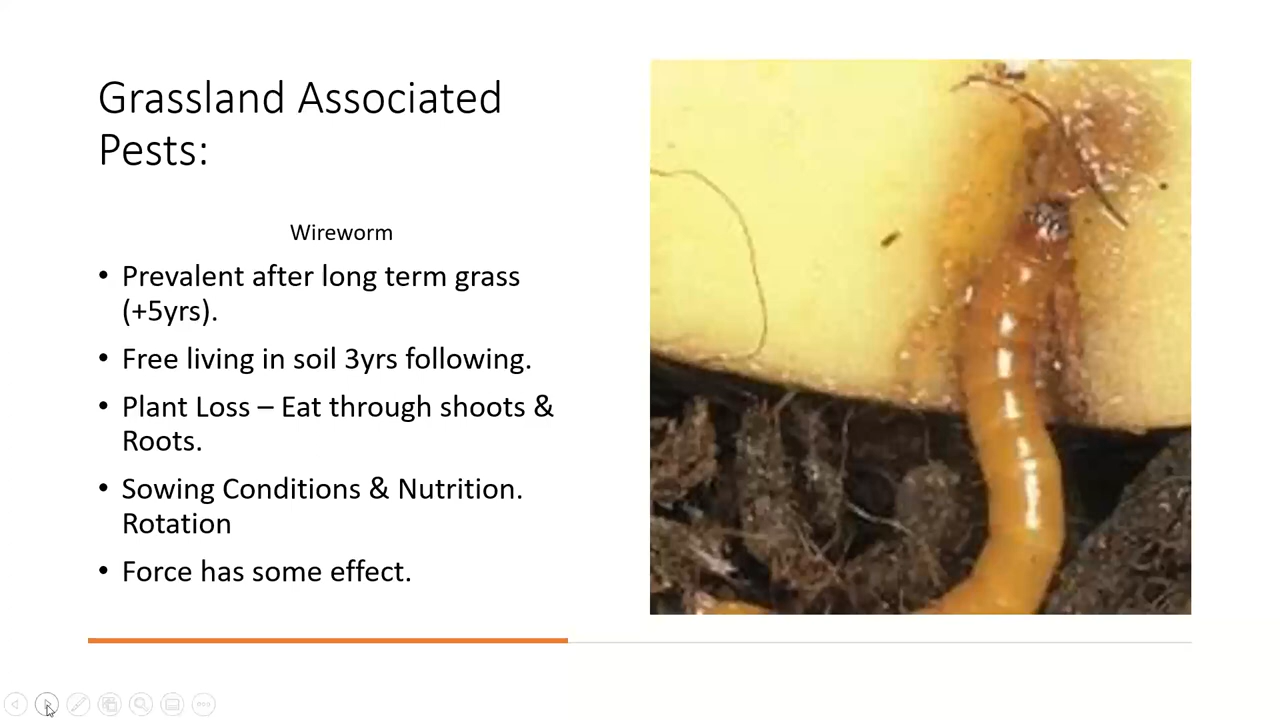 Grassland Associated
Pests:
Wireworm
• Prevalent after long term grass
(+5yrs).
• Free living in soil 3yrs following.
• Plant Loss – Eat through shoots &
Roots.
• Sowing Conditions & Nutrition.
Rotation
• Force has some effect.